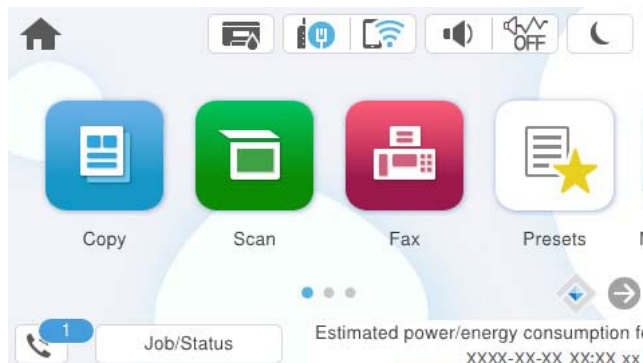 OFF
Copy
Scan
Fax
Presets
1
Job/Status
Estimated power/energy consumption f
XXXX-XX-XX XX:XX xx